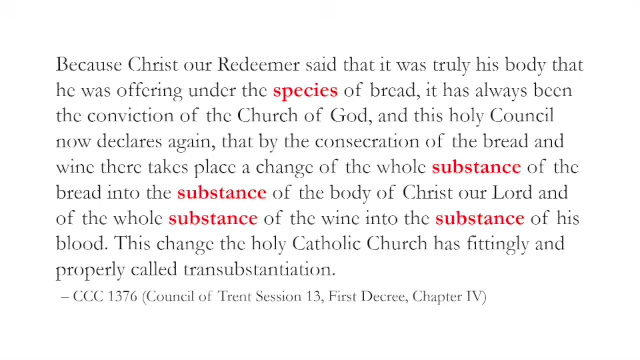 Because Christ our Redeemer said that it was truly his body that
he was offering under the species of bread, it has always been
the conviction of the Church of God, and this holy Council
now declares again, that by the consecration of the bread and
wine there takes place a change of the whole substance of the
bread into the substance of the body of Christ our Lord and
of the whole substance of the wine into the substance of his
blood. This change the holy Catholic Church has fittingly and
properly called transubstantiation.
– CCC 1376 (Council of Trent Session 13, First Decree, Chapter IV)